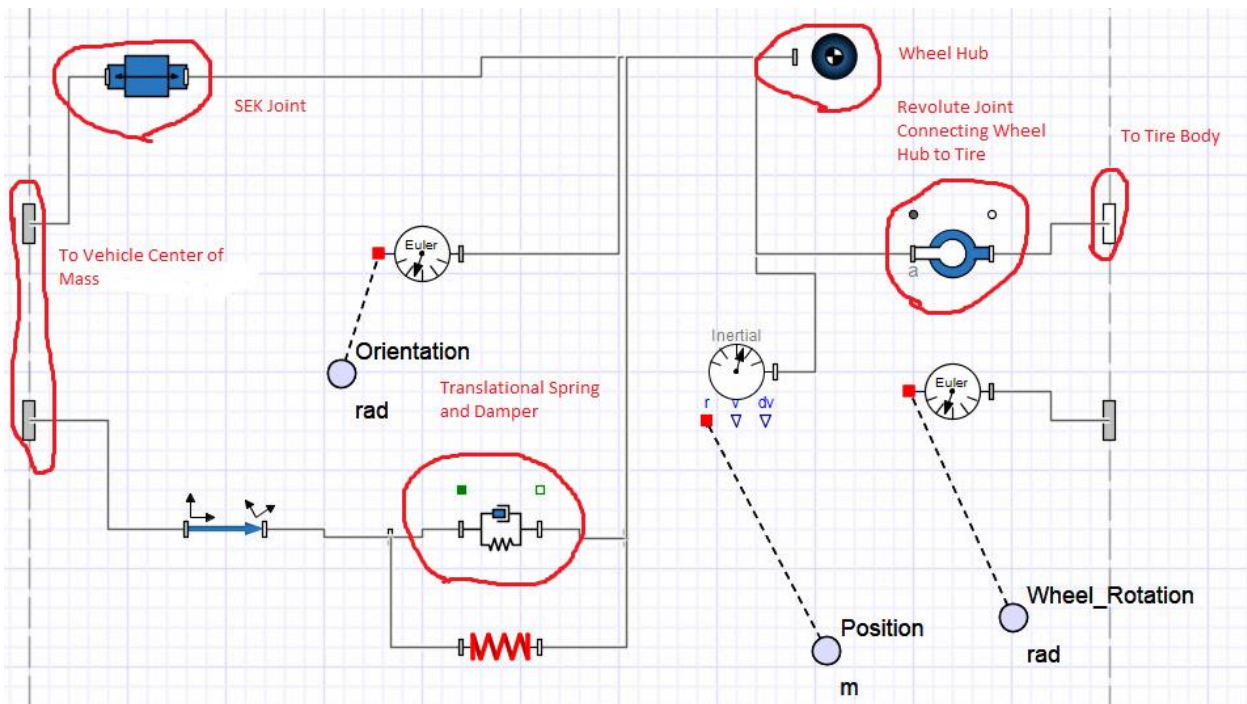 Wheel Hub
SEK Joint
Revolute Joint
Connecting Wheel
Hub to Tire
To Tire Body
To Vehicle Center of
Mass
Euler
a
Orientation
rad
Inertial
r v dv
Translational Spring
and Damper
Euler
Wheel_Rotation
rad
Position
m